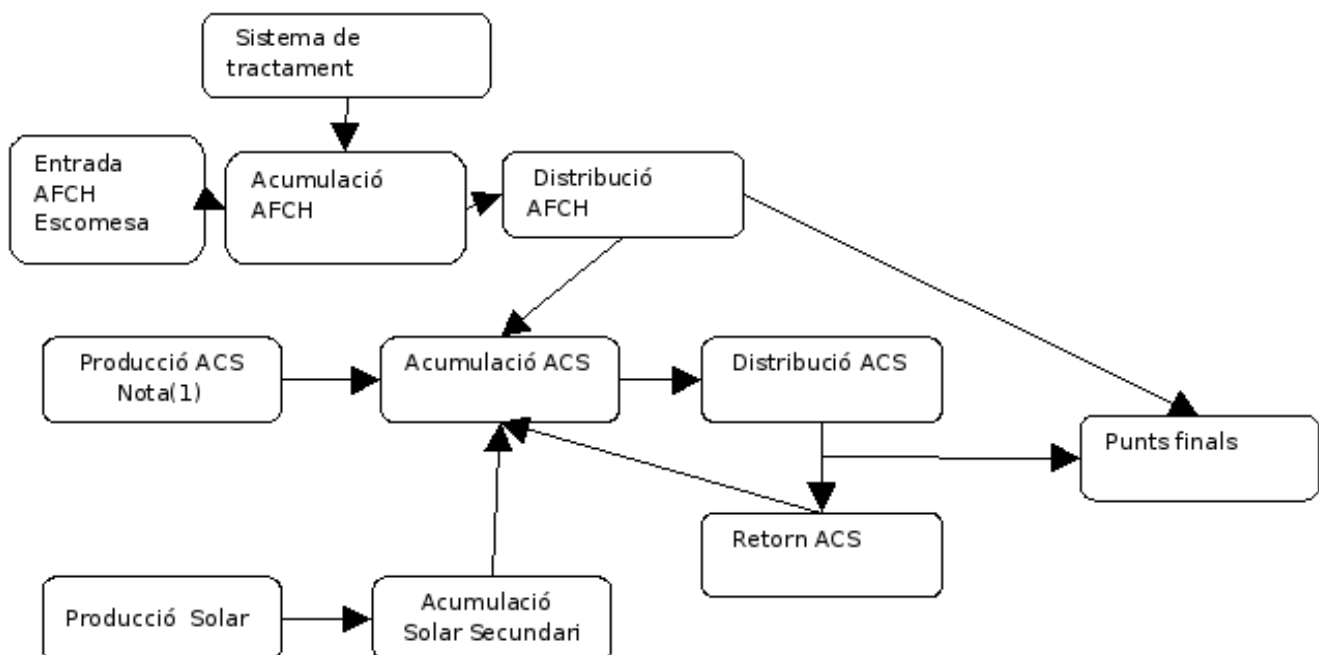 Sistema de
tractament
Entrada
AFCH
Escomesa
Acumulació
AFCH
Distribució
AFCH
Producció ACS
Nota(1)
Acumulació ACS
Distribució ACS
Punts finals
Retorn ACS
Producció Solar
Acumulació
Solar Secundari